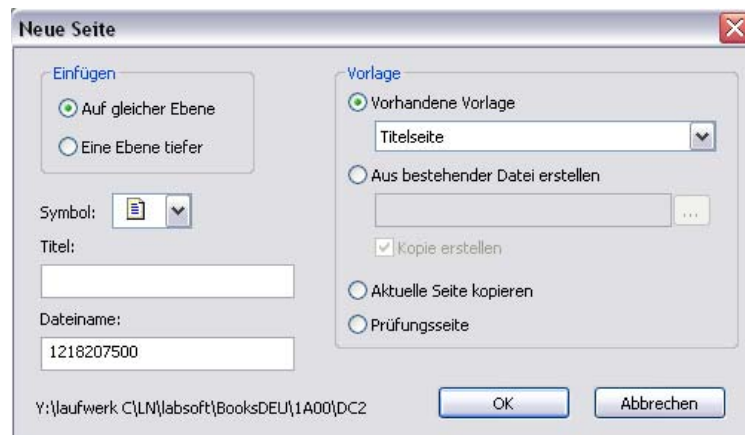 Neue Seite
Einfügen
Auf gleicher Ebene
Eine Ebene tiefer
Symbol:
Titel:
Dateiname:
1218207500
Vorlage
Vorhandene Vorlage
Titelseite
Aus bestehender Datei erstellen
...
Kopie erstellen
Aktuelle Seite kopieren
Prüfungsseite
Y:\laufwerk C\LN\labsoft\BooksDEU\1A00\DC2
OK
Abbrechen